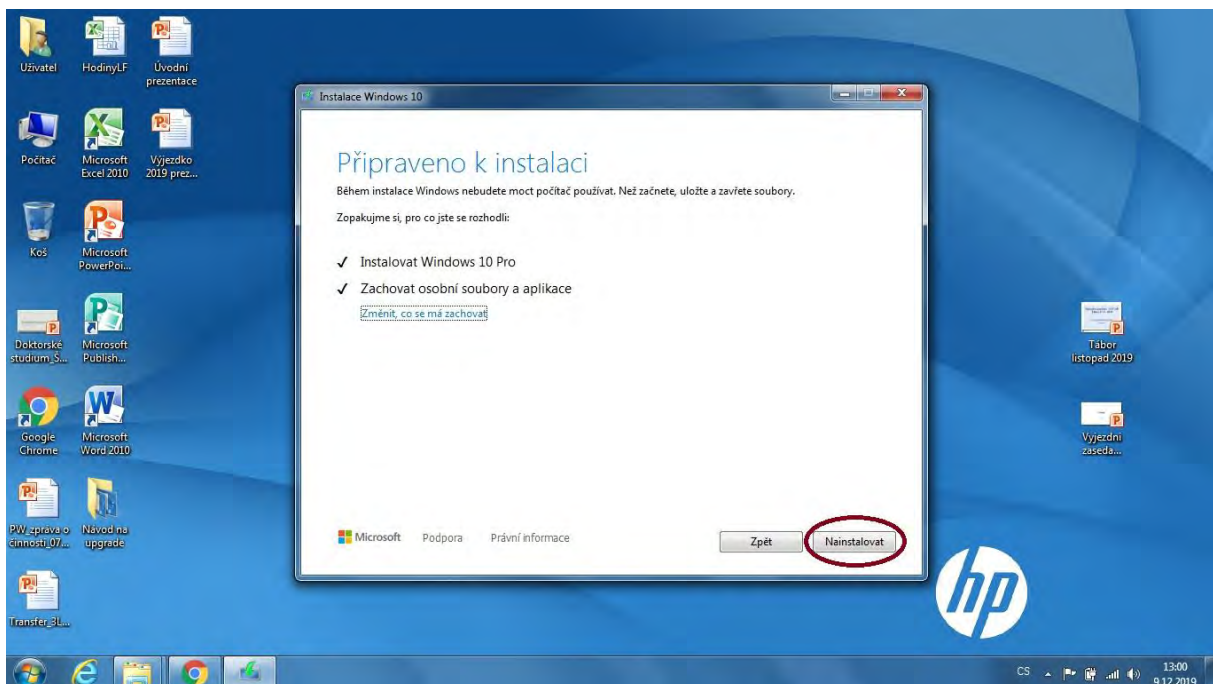 Uživatel
HodinyLF
Úvodní
prezentace
Počítač
Microsoft
Excel 2010
Výjezdko
2019 prez...
Koš
Microsoft
PowerPoi...
Doktorské
studium_Š...
Microsoft
Publish...
Google
Chrome
Microsoft
Word 2010
PW_zprava o
činnosti_07...
Návod na
upgrade
Transfer_3L...
Instalace Windows 10
Připraveno k instalaci
Během instalace Windows nebudete moct počítač používat. Než začnete, uložte a zavřete soubory.
Zopakujme si, pro co jste se rozhodli:
Instalovat Windows 10 Pro
Zachovat osobní soubory a aplikace
Změnit, co se má zachovat
Microsoft Podpora Právní informace
Zpět Nainstalovat
Tábor
listopad 2019
Vyjezdni
zaseda...
hp
CS
13:00
9.12.2019